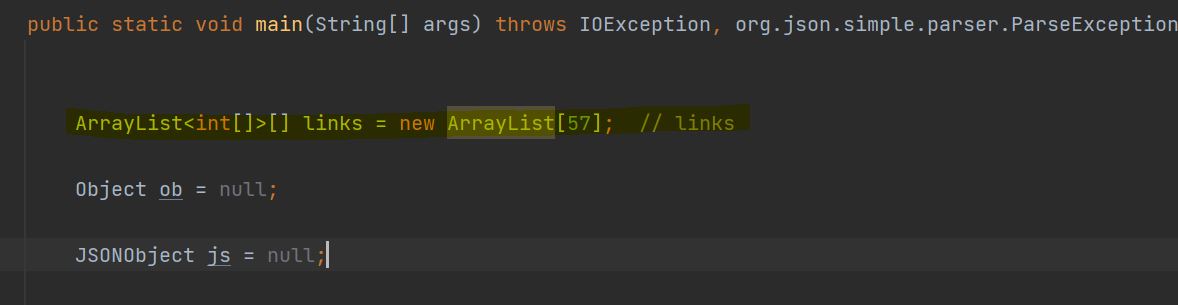 public static void main(String[] args) throws IOException, org.json.simple.parser.ParseException
ArrayList<int[]>[] links = new ArrayList[57];  // links
Object ob = null;
JSONObject js = null;